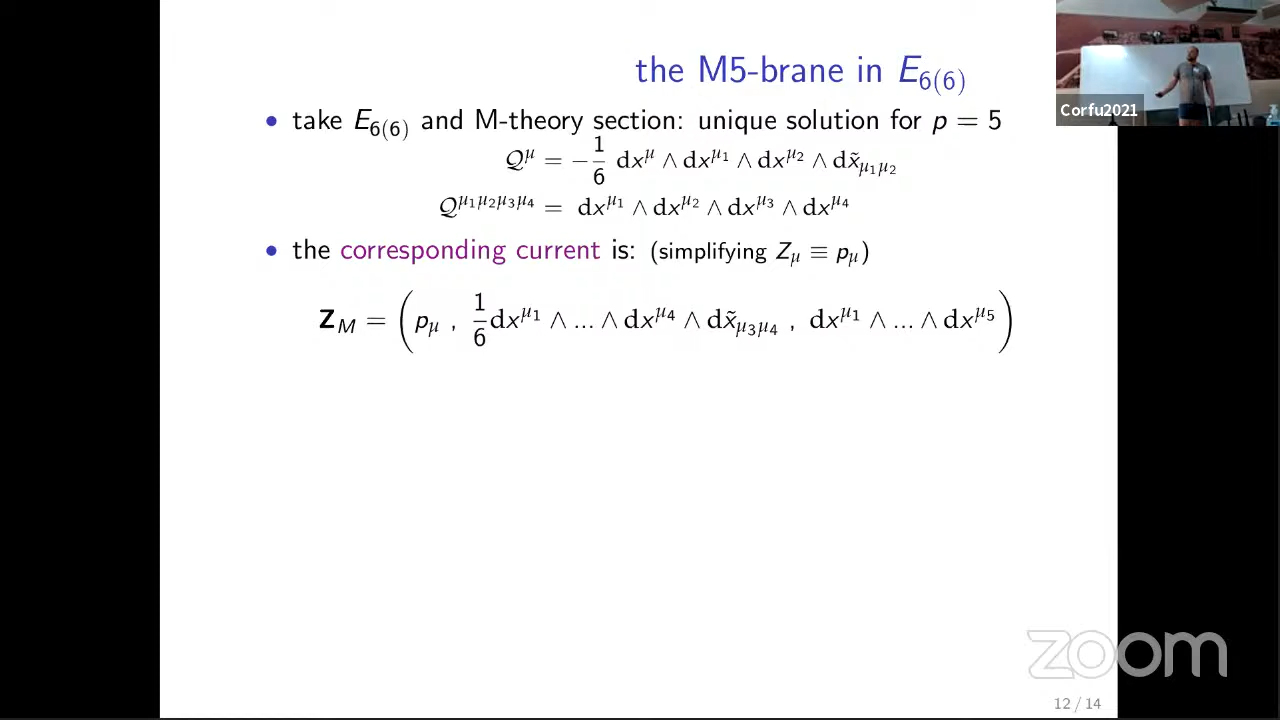 the M5-brane in E₆₍₆₎
Corfu2021
• take E₆₍₆₎ and M-theory section: unique solution for p = 5
𝒬^μ = −1/6 dx^μ ∧ dx^μ₁ ∧ dx^μ₂ ∧ dx̃_μ₁μ₂
𝒬^μ₁μ₂μ₃μ₄ = dx^μ₁ ∧ dx^μ₂ ∧ dx^μ₃ ∧ dx^μ₄
• the corresponding current is: (simplifying Z_μ ≡ p_μ)
Z_M = (p_μ , 1/6 dx^μ₁ ∧ ... ∧ dx^μ₄ ∧ dx̃_μ₃μ₄ , dx^μ₁ ∧ ... ∧ dx^μ₅)
zoom
12 / 14